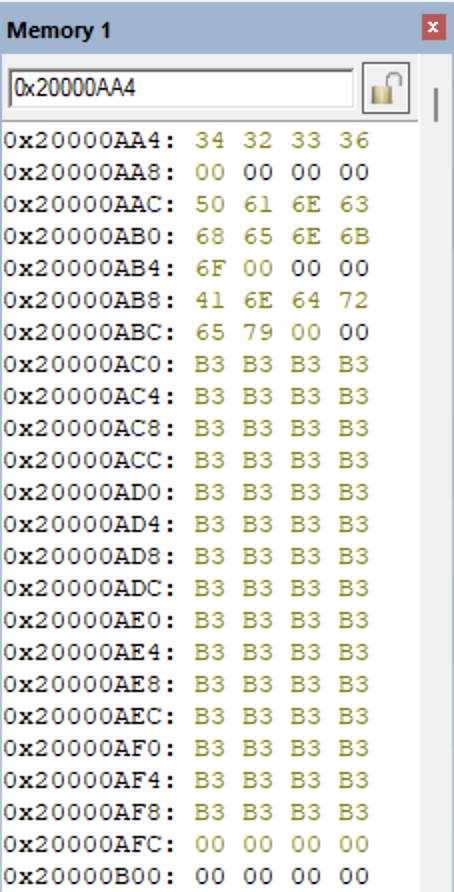 Memory 1
0x20000AA4
0x20000AA4: 34 32 33 36
0x20000AA8: 00 00 00 00
0x20000AAC: 50 61 6E 63
0x20000AB0: 68 65 6E 6B
0x20000AB4: 6F 00 00 00
0x20000AB8: 41 6E 64 72
0x20000ABC: 65 79 00 00
0x20000AC0: B3 B3 B3 B3
0x20000AC4: B3 B3 B3 B3
0x20000AC8: B3 B3 B3 B3
0x20000ACC: B3 B3 B3 B3
0x20000AD0: B3 B3 B3 B3
0x20000AD4: B3 B3 B3 B3
0x20000AD8: B3 B3 B3 B3
0x20000ADC: B3 B3 B3 B3
0x20000AE0: B3 B3 B3 B3
0x20000AE4: B3 B3 B3 B3
0x20000AE8: B3 B3 B3 B3
0x20000AEC: B3 B3 B3 B3
0x20000AF0: B3 B3 B3 B3
0x20000AF4: B3 B3 B3 B3
0x20000AF8: B3 B3 B3 B3
0x20000AFC: 00 00 00 00
0x20000B00: 00 00 00 00